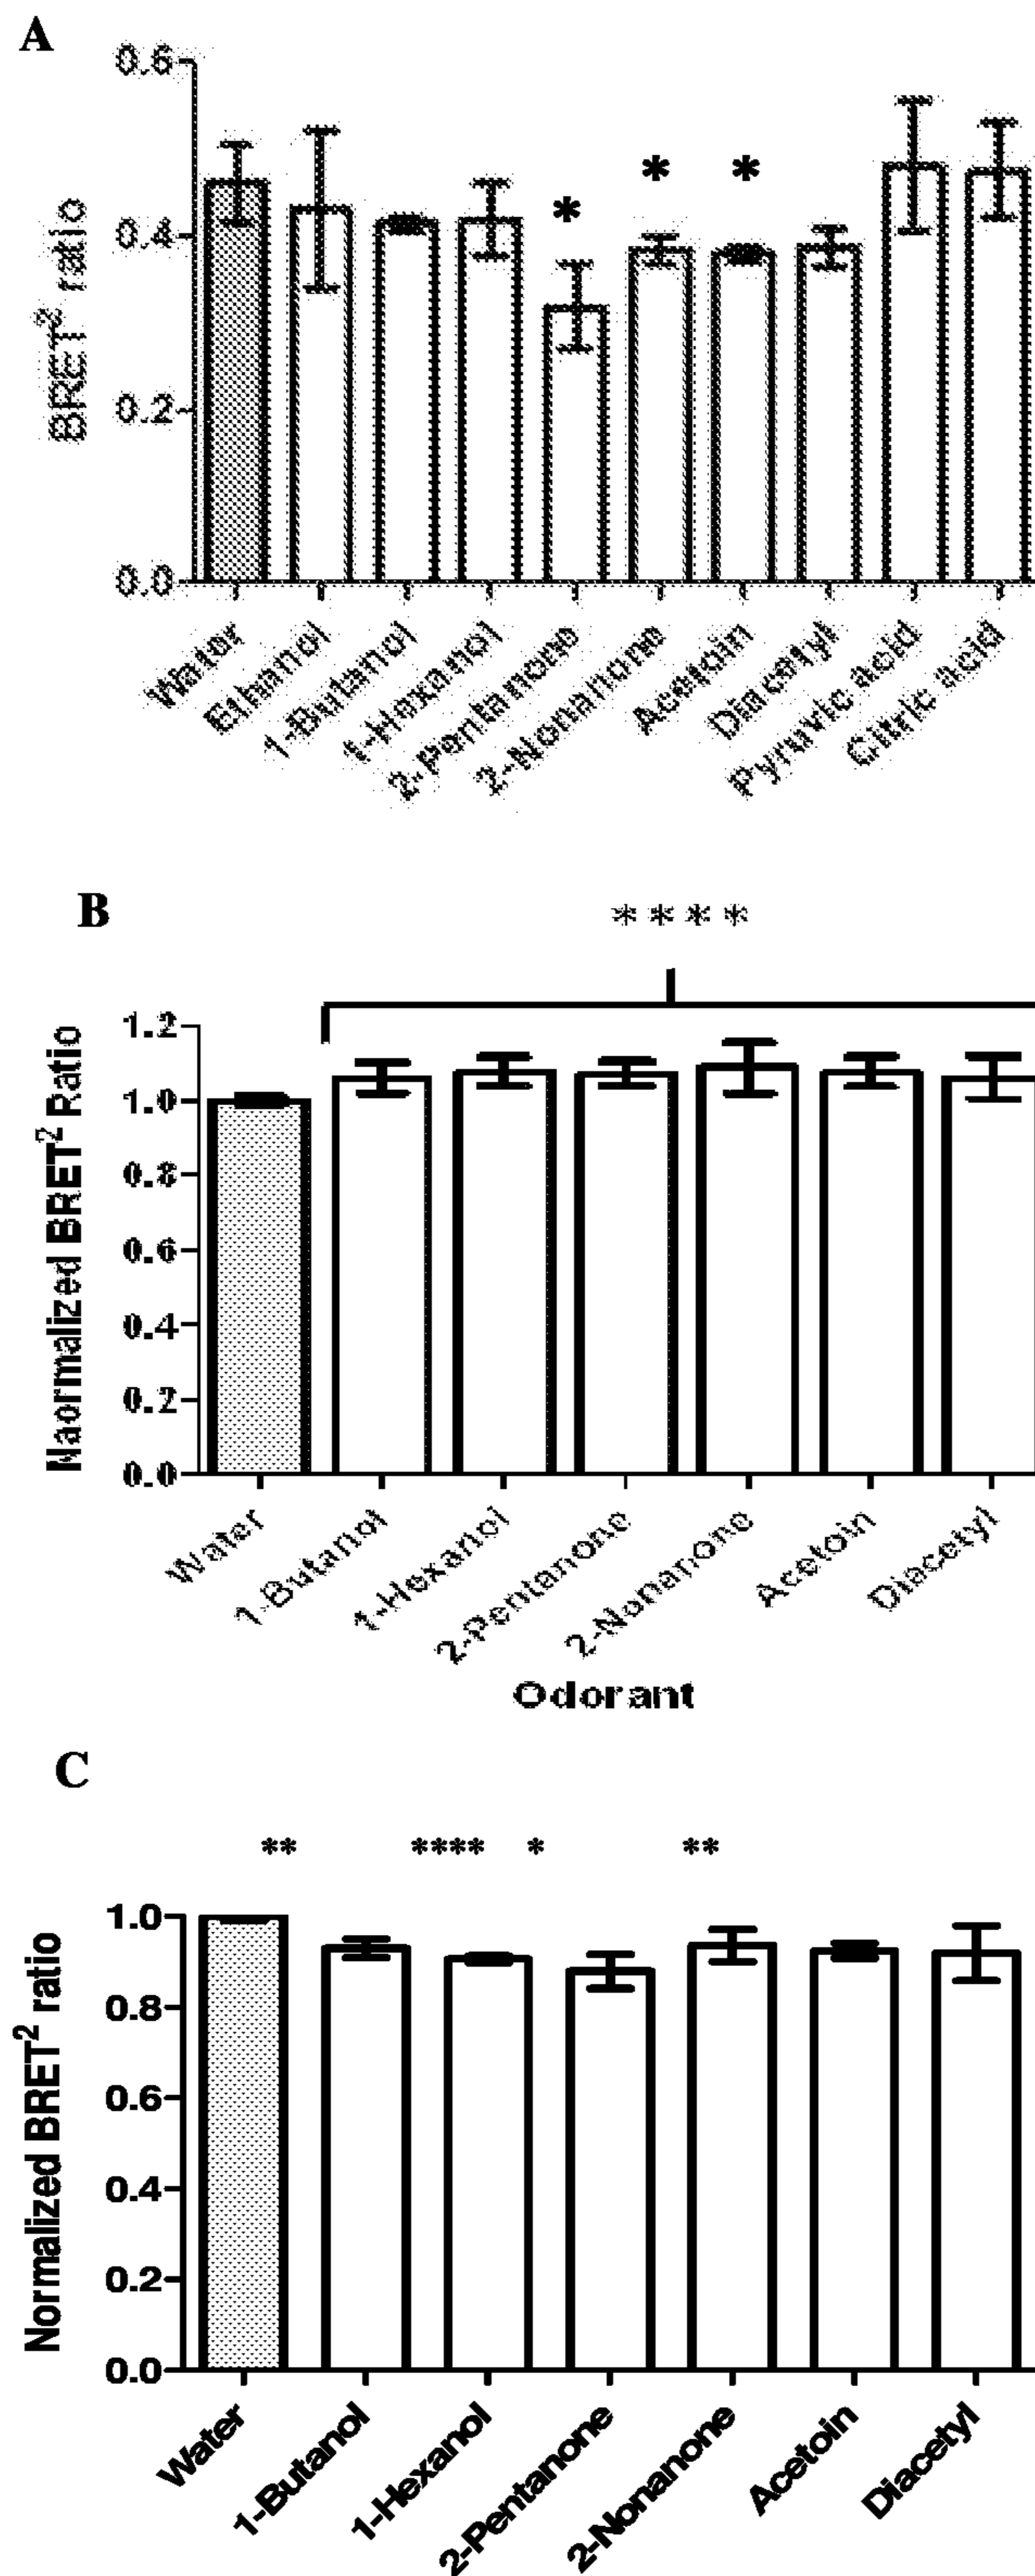 A
BRET² ratio
0.6
0.4
0.2
0.0
Water
Ethanol
1-Butanol
1-Hexanol
2-Pentanone
2-Nonanone
Acetoin
Diacetyl
Pyruvic acid
Citric acid
*
*
*
B
* * * *
Naormalized BRET² Ratio
1.2
1.0
0.8
0.6
0.4
0.2
0.0
Water
1-Butanol
1-Hexanol
2-Pentanone
2-Nonanone
Acetoin
Diacetyl
Odorant
C
** **** * **
Normalized BRET² ratio
1.0
0.8
0.6
0.4
0.2
0.0
Water
1-Butanol
1-Hexanol
2-Pentanone
2-Nonanone
Acetoin
Diacetyl